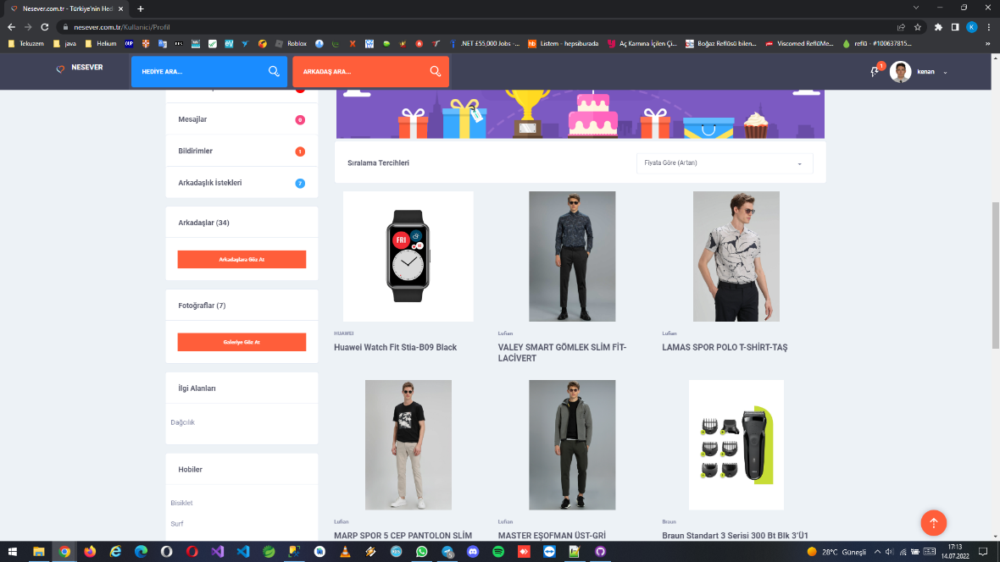 Nesever.com.tr - Türkiye'nin Hed
nesever.com.tr/Kullanici/Profil
Tekuzem
java
Helium
OUP
Roblox
.NET £55,000 Jobs -...
Listem - hepsiburada
Aç Karnına İçilen Çi...
Boğaz Reflüsü bilen...
Viscomed ReflüMe...
reflü - #100637815...
NESEVER
HEDİYE ARA...
ARKADAŞ ARA...
1
kenan
Mesajlar
0
Bildirimler
1
Arkadaşlık İstekleri
7
Arkadaşlar (34)
Arkadaşlara Göz At
Fotoğraflar (7)
Galeriye Göz At
İlgi Alanları
Dağcılık
Hobiler
Bisiklet
Surf
Sıralama Tercihleri
Fiyata Göre (Artan)
FRI
HUAWEI
Huawei Watch Fit Stia-B09 Black
Lufian
VALEY SMART GÖMLEK SLİM FİT-
LACİVERT
Lufian
LAMAS SPOR POLO T-SHİRT-TAŞ
Lufian
MARP SPOR 5 CEP PANTOLON SLİM
Lufian
MASTER EŞOFMAN ÜST-GRİ
Braun
Braun Standart 3 Serisi 300 Bt Blk 3'Ü1
28°C Güneşli
17:13
14.07.2022